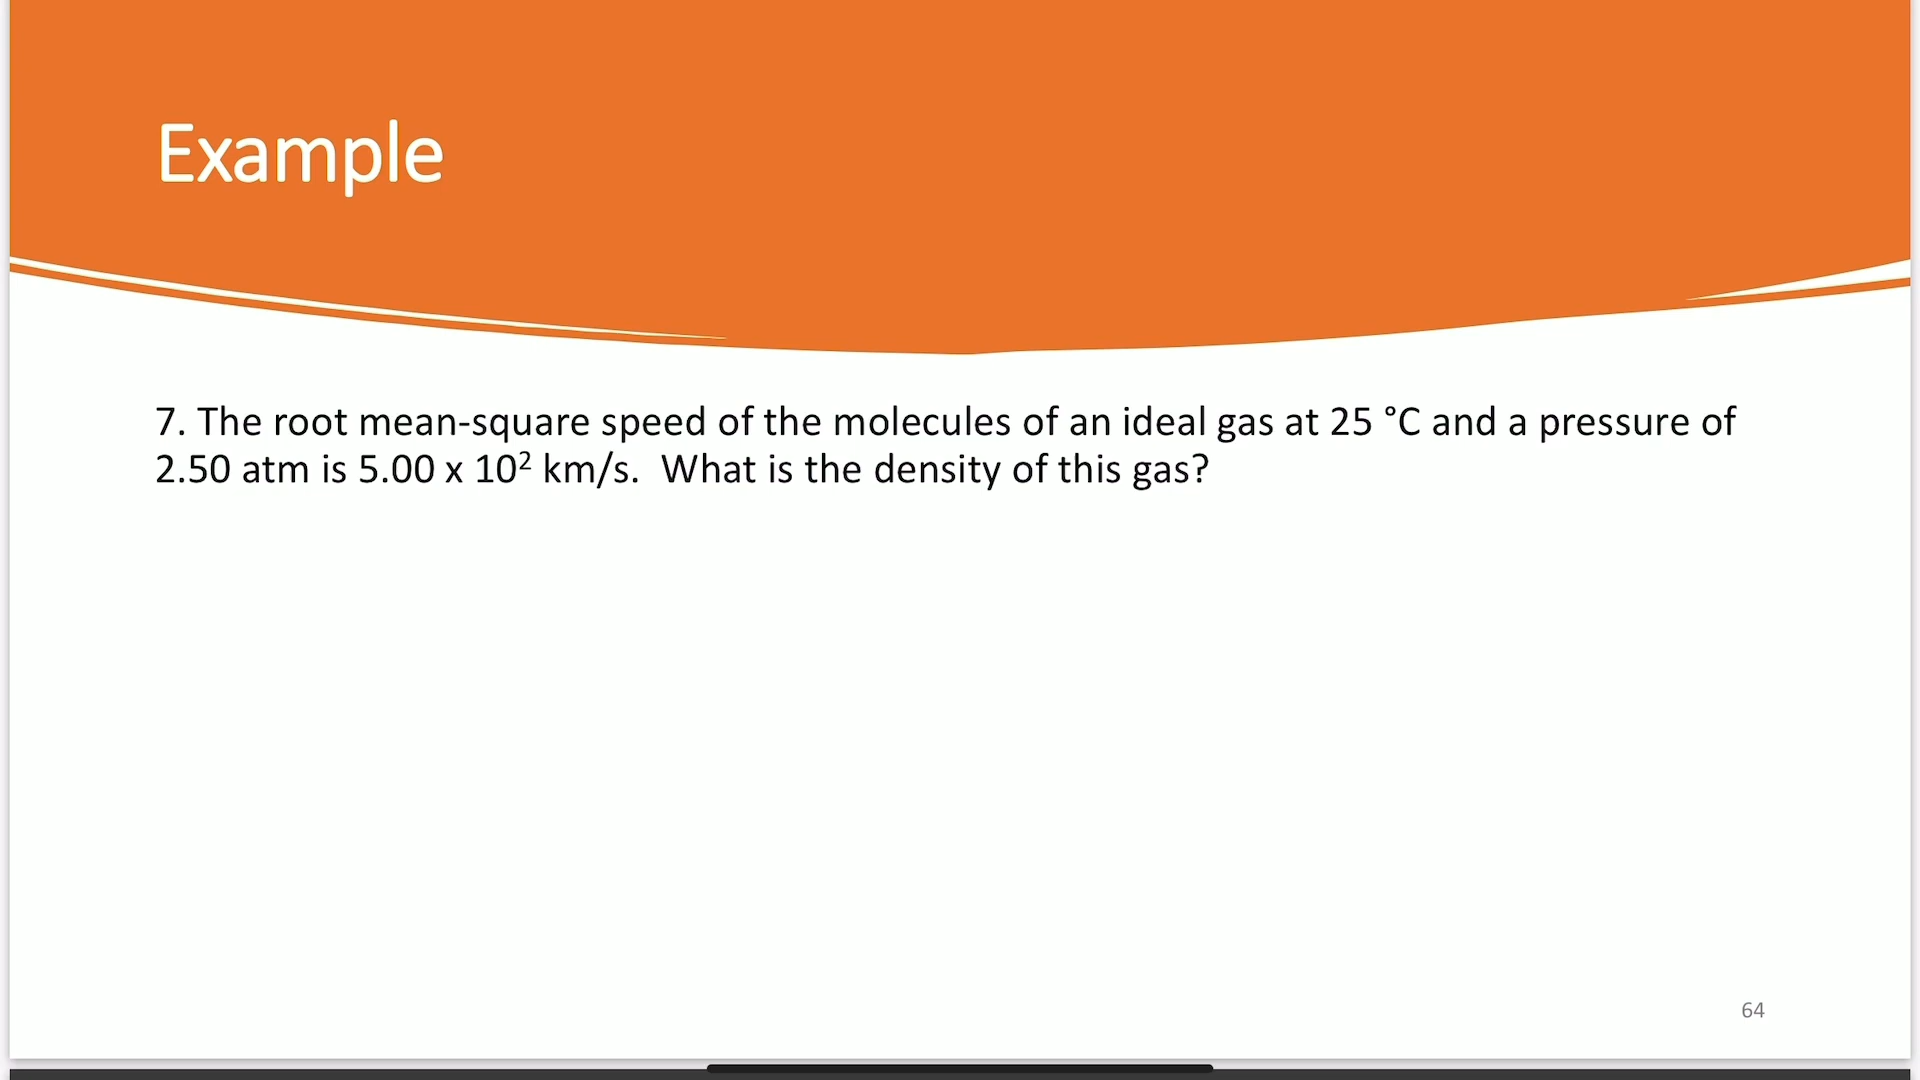 Example
7. The root mean-square speed of the molecules of an ideal gas at 25 °C and a pressure of
2.50 atm is 5.00 x 10² km/s.  What is the density of this gas?
64